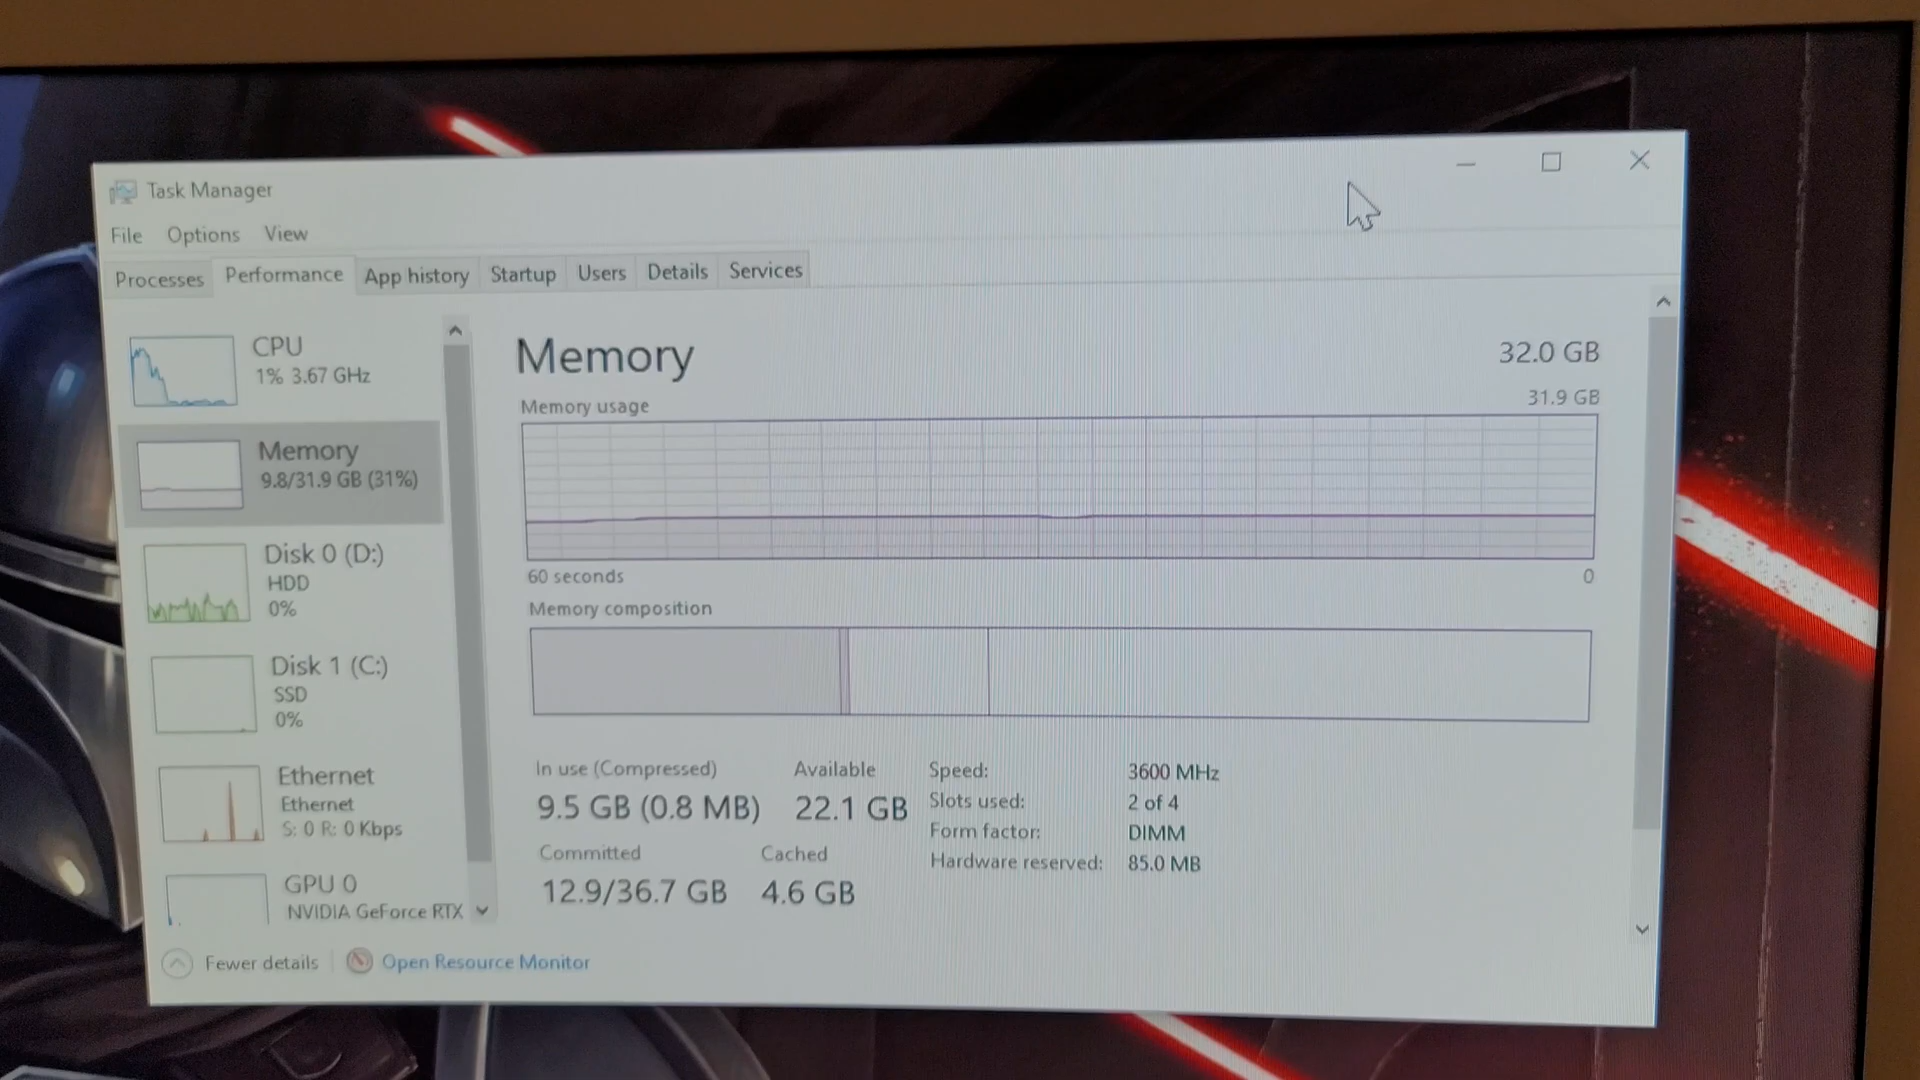 Task Manager
File Options View
Processes Performance App history Startup Users Details Services
CPU
1% 3.67 GHz
Memory
9.8/31.9 GB (31%)
Disk 0 (D:)
HDD
0%
Disk 1 (C:)
SSD
0%
Ethernet
Ethernet
S: 0 R: 0 Kbps
GPU 0
NVIDIA GeForce RTX
Memory 32.0 GB
Memory usage 31.9 GB
60 seconds 0
Memory composition
In use (Compressed) Available
9.5 GB (0.8 MB) 22.1 GB
Committed Cached
12.9/36.7 GB 4.6 GB
Speed: 3600 MHz
Slots used: 2 of 4
Form factor: DIMM
Hardware reserved: 85.0 MB
Fewer details Open Resource Monitor